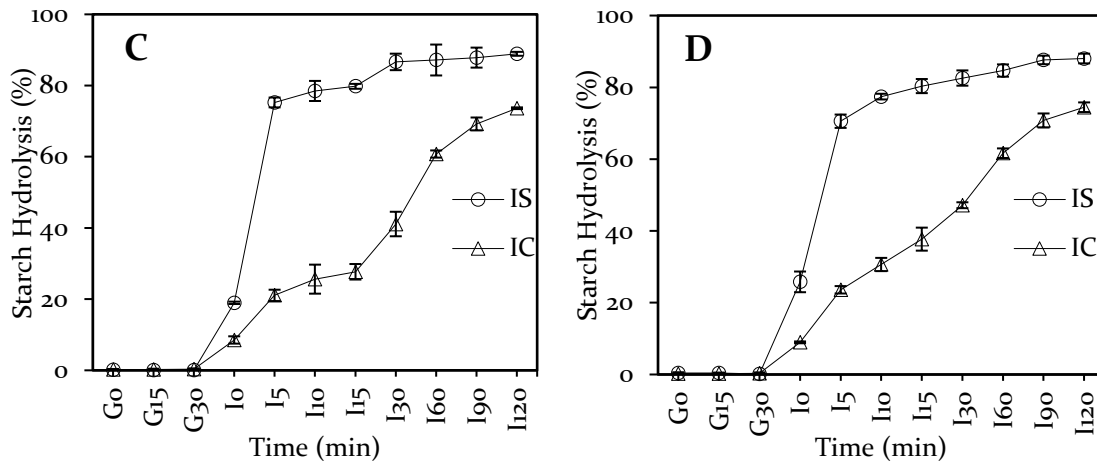 C
Starch Hydrolysis (%)
100
80
60
40
20
0
IS
IC
G0
G15
G30
I0
I5
I10
I15
I30
I60
I90
I120
Time (min)
D
Starch Hydrolysis (%)
100
80
60
40
20
0
IS
IC
G0
G15
G30
I0
I5
I10
I15
I30
I60
I90
I120
Time (min)